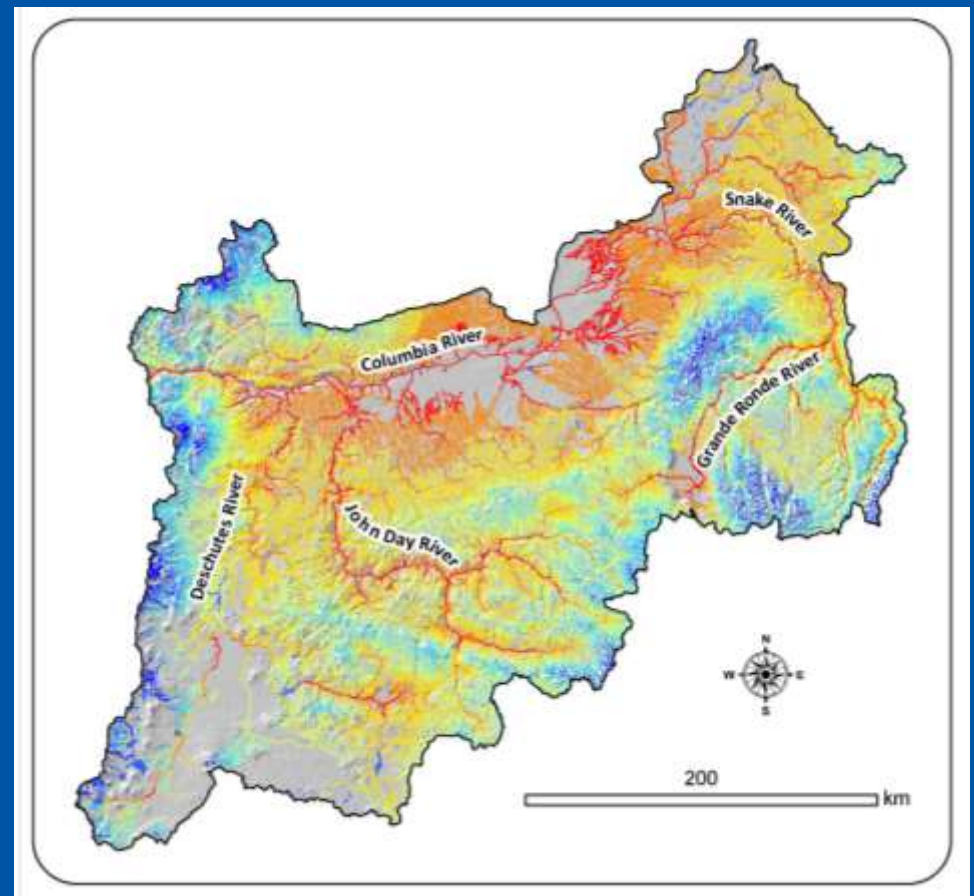 Snake River
Columbia River
Grande Ronde River
Deschutes River
John Day River
N
W E
S
200
km